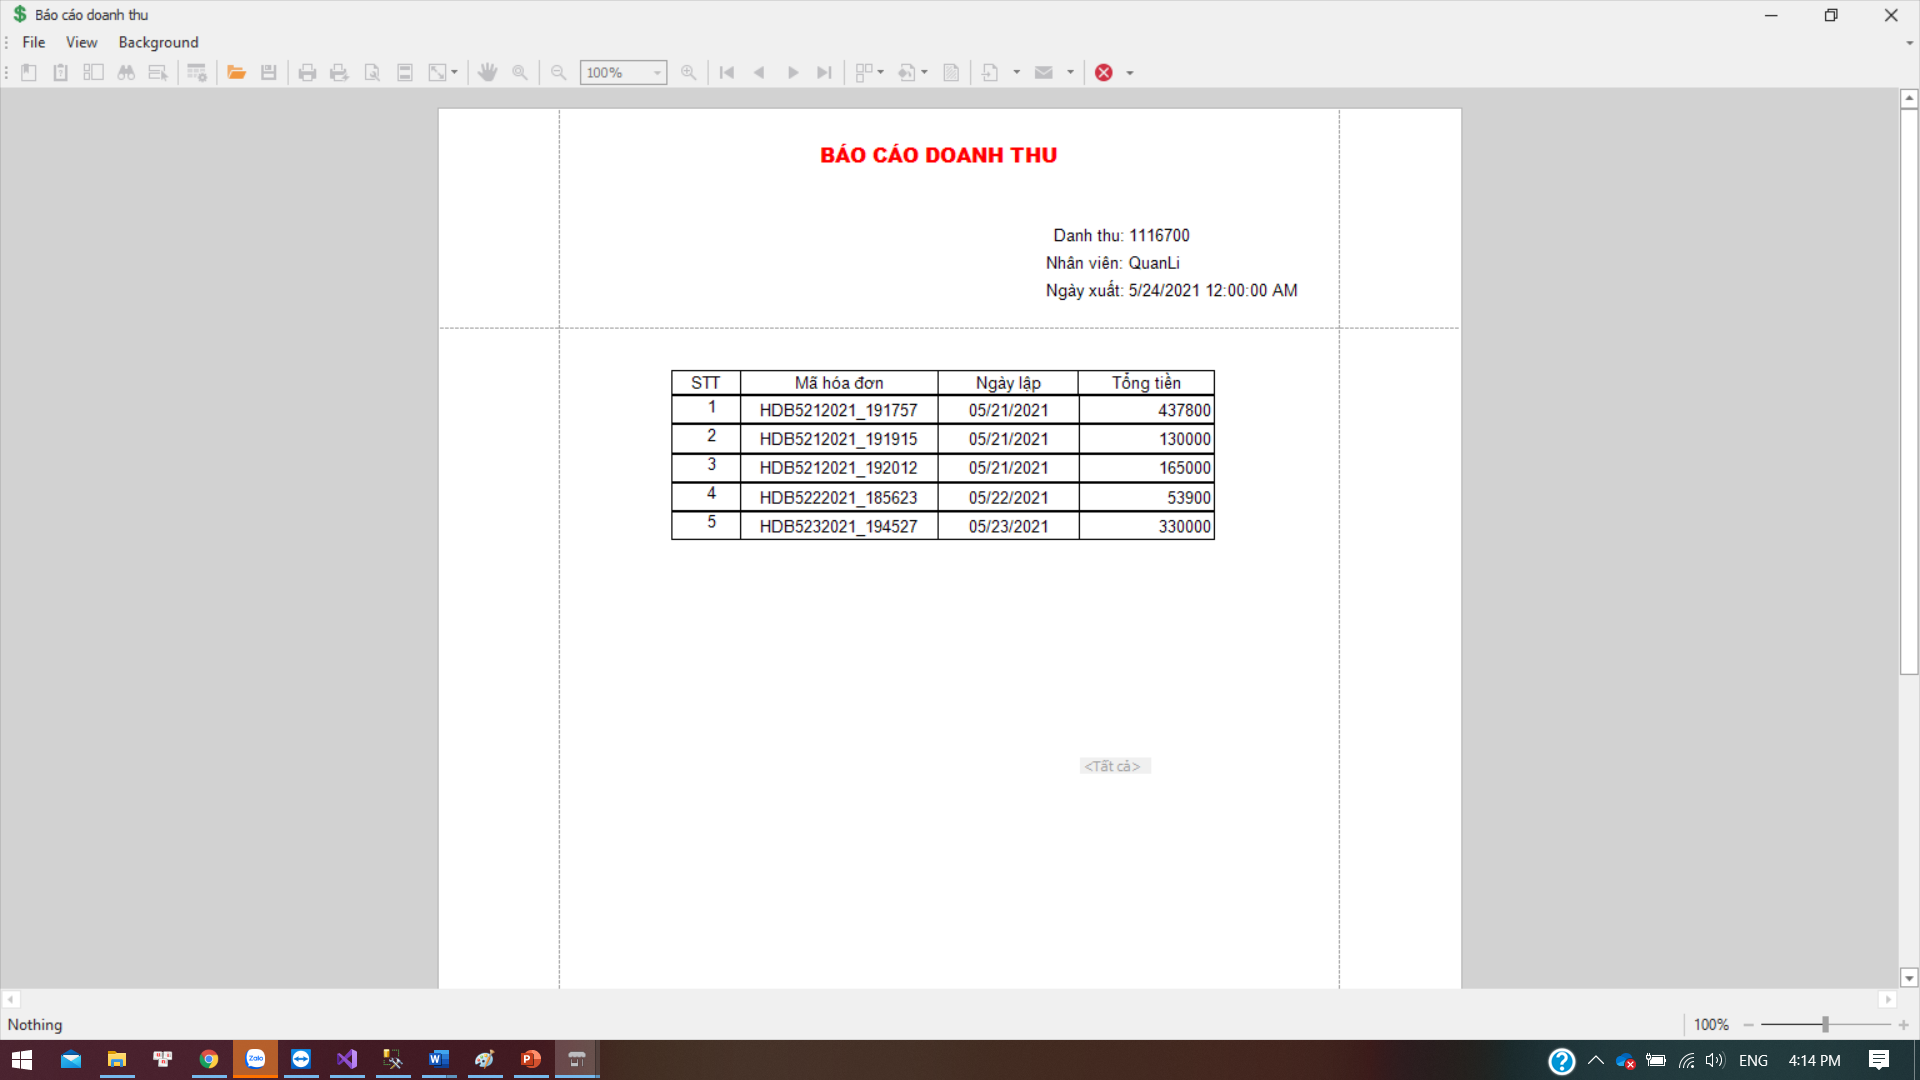 Báo cáo doanh thu
File View Background
100%
BÁO CÁO DOANH THU
Danh thu: 1116700
Nhân viên: QuanLi
Ngày xuất: 5/24/2021 12:00:00 AM
STT Mã hóa đơn Ngày lập Tổng tiền
1 HDB5212021_191757 05/21/2021 437800
2 HDB5212021_191915 05/21/2021 130000
3 HDB5212021_192012 05/21/2021 165000
4 HDB5222021_185623 05/22/2021 53900
5 HDB5232021_194527 05/23/2021 330000
<Tất cả>
Nothing 100%
Zalo ENG 4:14 PM